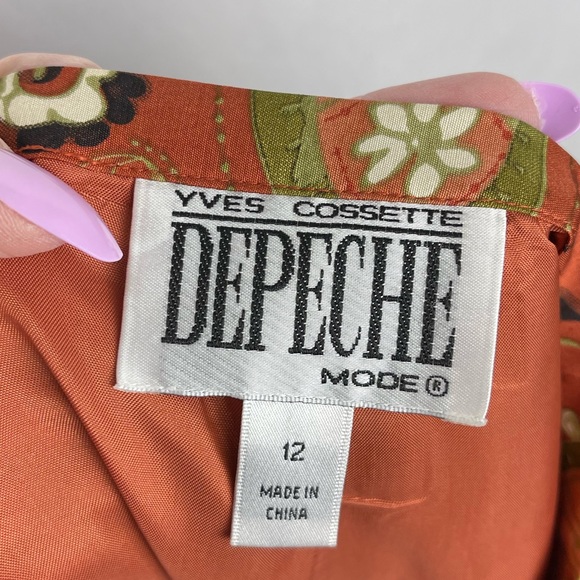 YVES COSSETTE
DEPECHE
MODE ®
12
MADE IN
CHINA